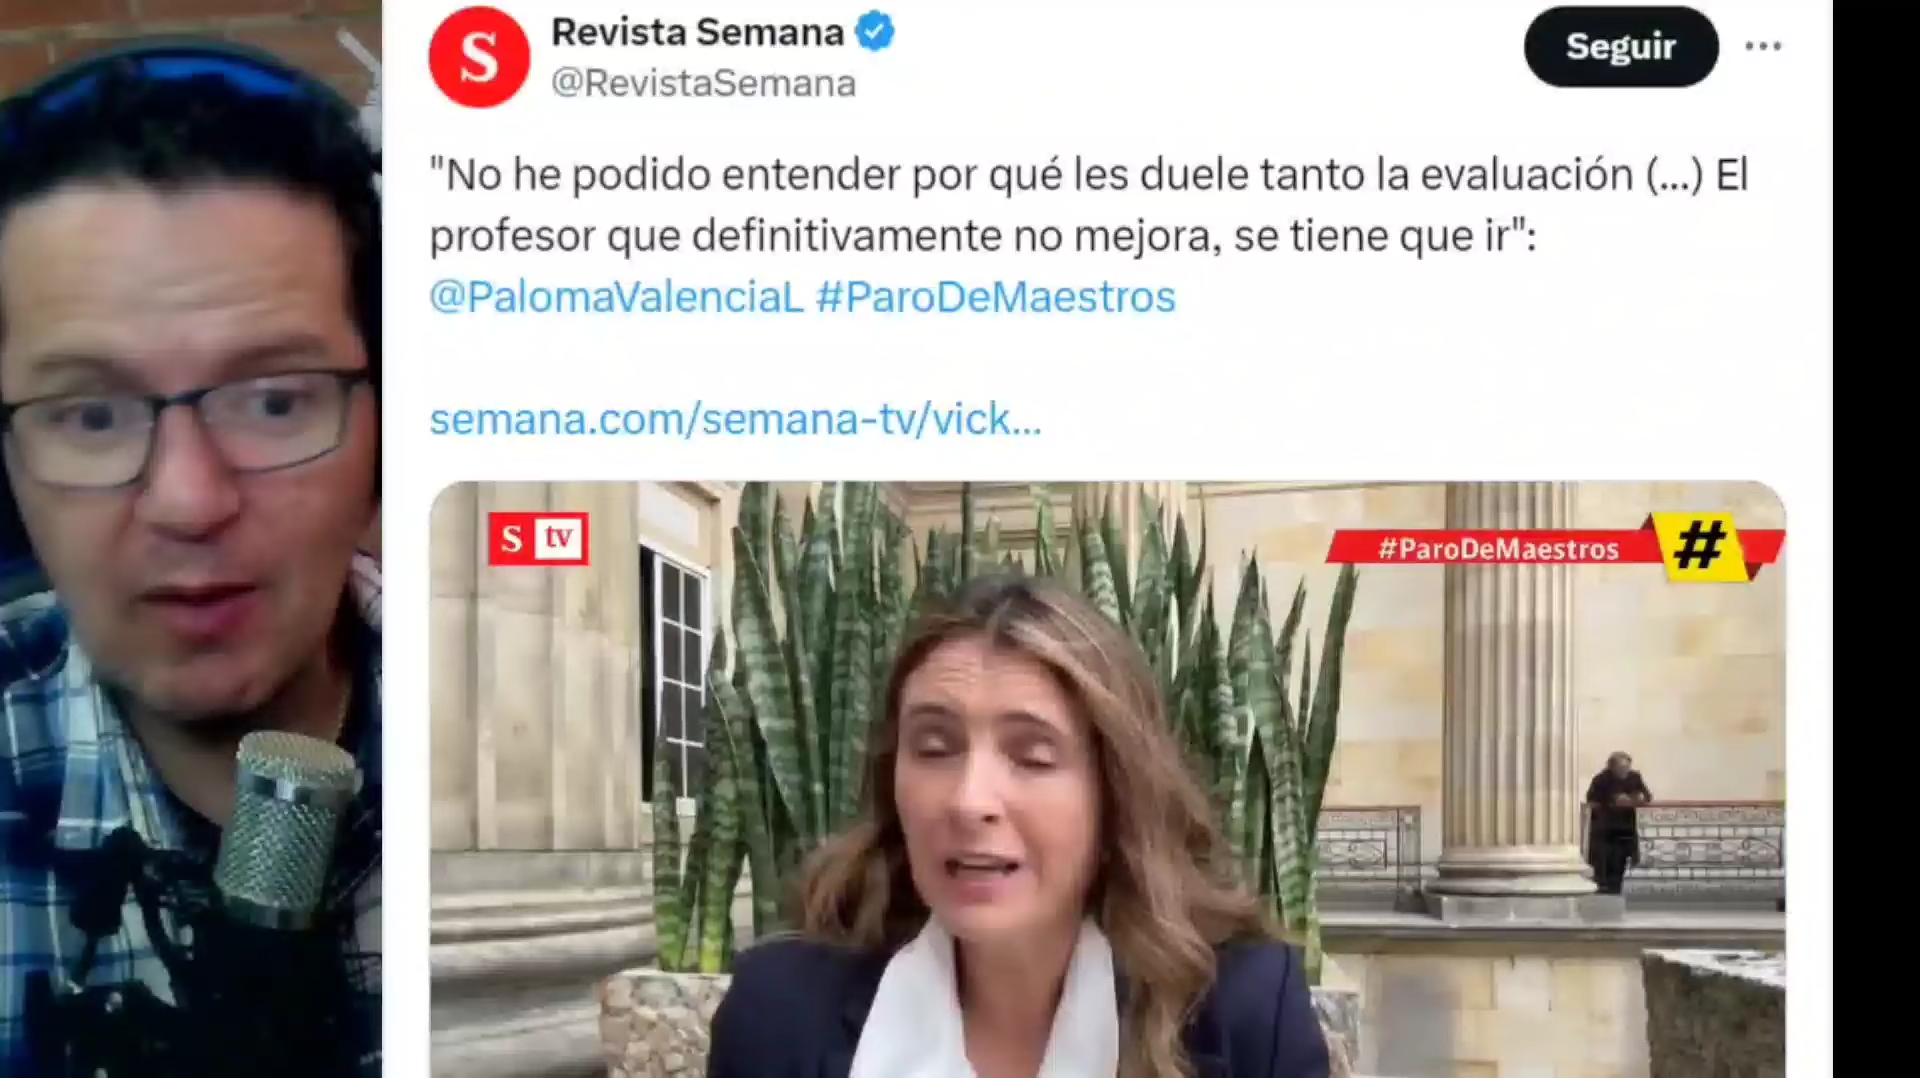 S
Revista Semana
@RevistaSemana
Seguir
"No he podido entender por qué les duele tanto la evaluación (...) El
profesor que definitivamente no mejora, se tiene que ir":
@PalomaValenciaL #ParoDeMaestros
semana.com/semana-tv/vick...
S tv
#ParoDeMaestros #